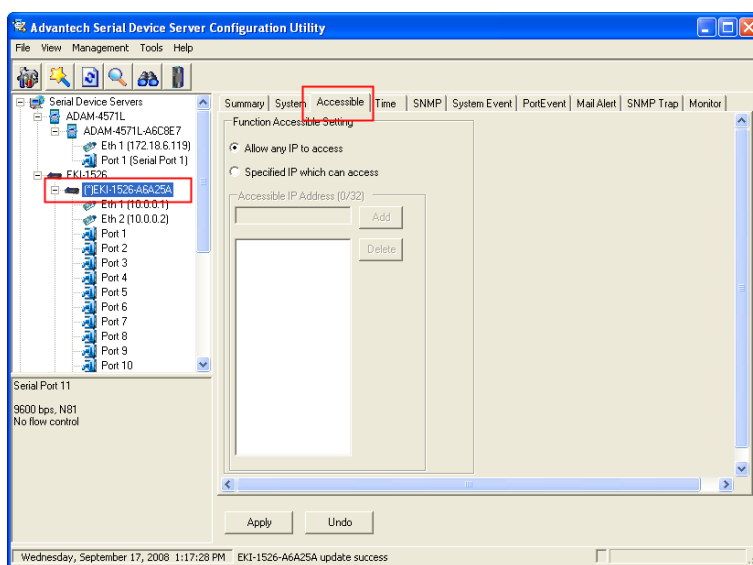 Advantech Serial Device Server Configuration Utility
File View Management Tools Help
Serial Device Servers
ADAM-4571L
ADAM-4571L-A6C8E7
Eth 1 (172.18.6.119)
Port 1 (Serial Port 1)
EKI-1526
(*)EKI-1526-A6A25A
Eth 1 (10.0.0.1)
Eth 2 (10.0.0.2)
Port 1
Port 2
Port 3
Port 4
Port 5
Port 6
Port 7
Port 8
Port 9
Port 10
Serial Port 11
9600 bps, N81
No flow control
Summary System Accessible Time SNMP System Event PortEvent Mail Alert SNMP Trap Monitor
Function Accessible Setting
Allow any IP to access
Specified IP which can access
Accessible IP Address [0/32]
Add
Delete
Apply Undo
Wednesday, September 17, 2008 1:17:28 PM EKI-1526-A6A25A update success